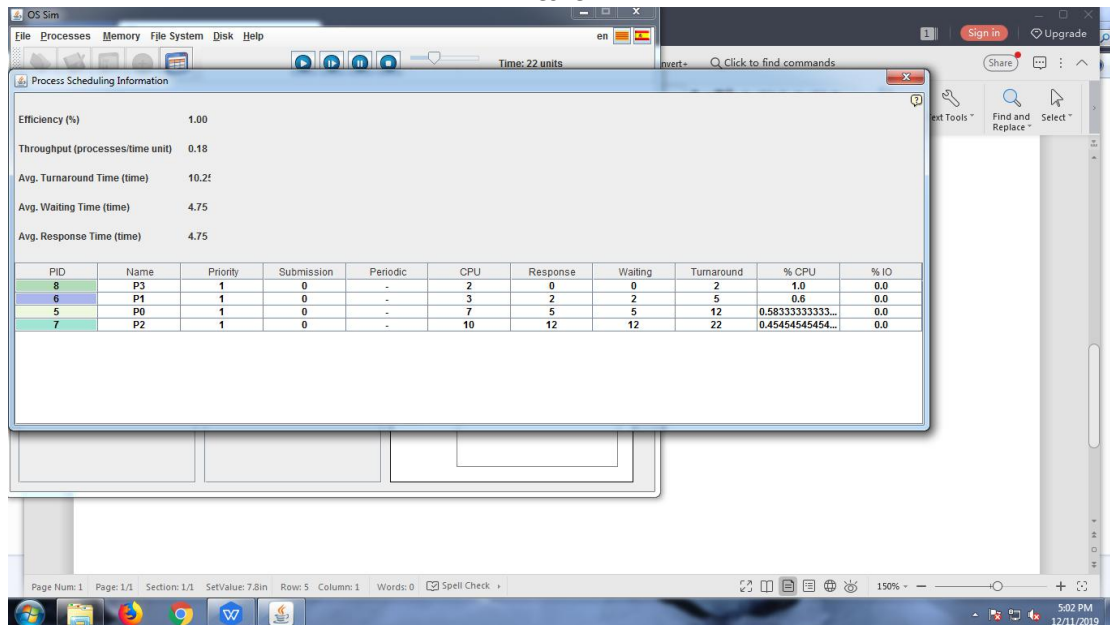 OS Sim
File Processes Memory File System Disk Help en
1 Sign in Upgrade
Time: 22 units
nvert+ Click to find commands Share
Process Scheduling Information
Efficiency (%) 1.00
Throughput (processes/time unit) 0.18
Avg. Turnaround Time (time)
Avg. Waiting Time (time) 4.75
Avg. Response Time (time) 4.75
ext Tools Find and Replace Select
PID Name Priority Submission Periodic CPU Response Waiting Turnaround % CPU % IO
8 P3 1 0 - 2 0 0 2 1.0 0.0
6 P1 1 0 - 3 2 2 5 0.6 0.0
5 P0 1 0 - 7 5 5 12 0.58333333333... 0.0
7 P2 1 0 - 10 12 12 22 0.45454545454... 0.0
Page Num: 1 Page: 1/1 Section: 1/1 SetValue: 7.8in Row: 5 Column: 1 Words: 0 Spell Check 150%
5:02 PM
12/11/2019